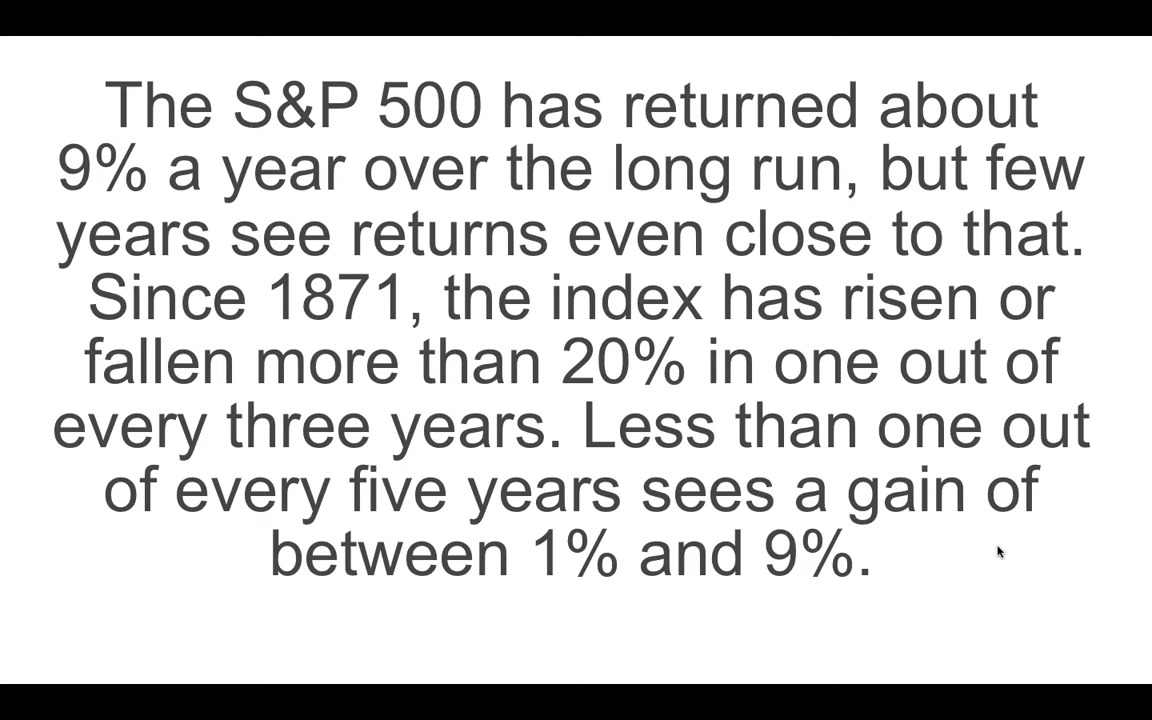 The S&P 500 has returned about
9% a year over the long run, but few
years see returns even close to that.
Since 1871, the index has risen or
fallen more than 20% in one out of
every three years. Less than one out
of every five years sees a gain of
between 1% and 9%.